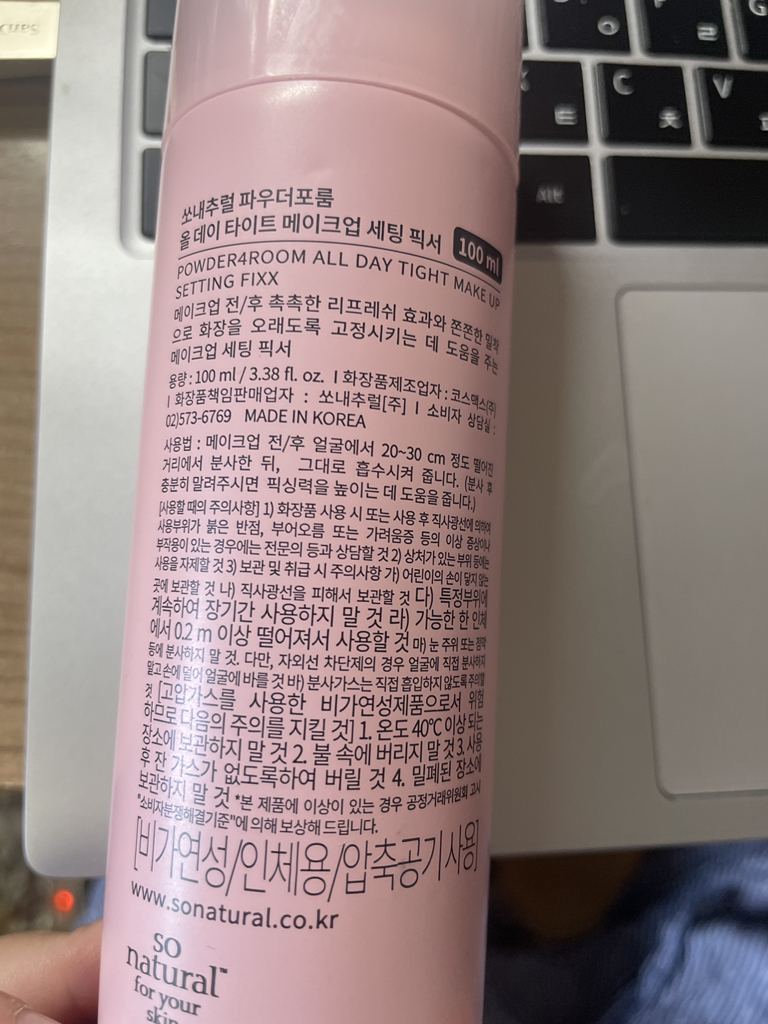 쏘내추럴 파우더포룸
올 데이 타이트 메이크업 세팅 픽서 100 ml
POWDER4ROOM ALL DAY TIGHT MAKE UP
SETTING FIXX
메이크업 전/후 촉촉한 리프레쉬 효과와 쫀쫀한 밀착
으로 화장을 오래도록 고정시키는 데 도움을 주는
메이크업 세팅 픽서
용량 : 100 ml / 3.38 fl. oz. I 화장품제조업자 : 코스맥스(주)
I 화장품책임판매업자 : 쏘내추럴[주] I 소비자 상담실 :
02)573-6769 MADE IN KOREA
사용법 : 메이크업 전/후 얼굴에서 20~30 cm 정도 떨어진
거리에서 분사한 뒤, 그대로 흡수시켜 줍니다. (분사 후
충분히 말려주시면 픽싱력을 높이는 데 도움을 줍니다.)
[사용할 때의 주의사항] 1) 화장품 사용 시 또는 사용 후 직사광선에 의하여
사용부위가 붉은 반점, 부어오름 또는 가려움증 등의 이상 증상이나
부작용이 있는 경우에는 전문의 등과 상담할 것 2) 상처가 있는 부위 등에는
사용을 자제할 것 3) 보관 및 취급 시 주의사항 가) 어린이의 손이 닿지 않는
곳에 보관할 것 나) 직사광선을 피해서 보관할 것 다) 특정부위에
계속하여 장기간 사용하지 말 것 라) 가능한 한 인체
에서 0.2 m 이상 떨어져서 사용할 것 마) 눈 주위 또는 점막
등에 분사하지 말 것. 다만, 자외선 차단제의 경우 얼굴에 직접 분사하지
말고 손에 덜어 얼굴에 바를 것 바) 분사가스는 직접 흡입하지 않도록 주의할
것 [고압가스를 사용한 비가연성제품으로서 위험
하므로 다음의 주의를 지킬 것] 1. 온도 40℃ 이상 되는
장소에 보관하지 말 것 2. 불 속에 버리지 말 것 3. 사용
후 잔 가스가 없도록하여 버릴 것 4. 밀폐된 장소에
보관하지 말 것 *본 제품에 이상이 있는 경우 공정거래위원회 고시
"소비자분쟁해결기준"에 의해 보상해 드립니다.
[비가연성/인체용/압축공기사용]
www.sonatural.co.kr
so
natural™
for your
skin
C
ㅊ
V
Alt
ㅌ
ㅇ
ㄹ
G